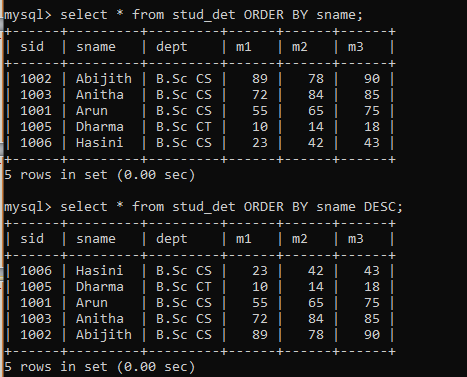 mysql> select * from stud_det ORDER BY sname;
+------+----------+---------+------+------+------+
| sid  | sname    | dept    | m1   | m2   | m3   |
+------+----------+---------+------+------+------+
| 1002 | Abijith  | B.Sc CS |   89 |   78 |   90 |
| 1003 | Anitha   | B.Sc CS |   72 |   84 |   85 |
| 1001 | Arun     | B.Sc CS |   55 |   65 |   75 |
| 1005 | Dharma   | B.Sc CT |   10 |   14 |   18 |
| 1006 | Hasini   | B.Sc CS |   23 |   42 |   43 |
+------+----------+---------+------+------+------+
5 rows in set (0.00 sec)
mysql> select * from stud_det ORDER BY sname DESC;
+------+----------+---------+------+------+------+
| sid  | sname    | dept    | m1   | m2   | m3   |
+------+----------+---------+------+------+------+
| 1006 | Hasini   | B.Sc CS |   23 |   42 |   43 |
| 1005 | Dharma   | B.Sc CT |   10 |   14 |   18 |
| 1001 | Arun     | B.Sc CS |   55 |   65 |   75 |
| 1003 | Anitha   | B.Sc CS |   72 |   84 |   85 |
| 1002 | Abijith  | B.Sc CS |   89 |   78 |   90 |
+------+----------+---------+------+------+------+
5 rows in set (0.00 sec)